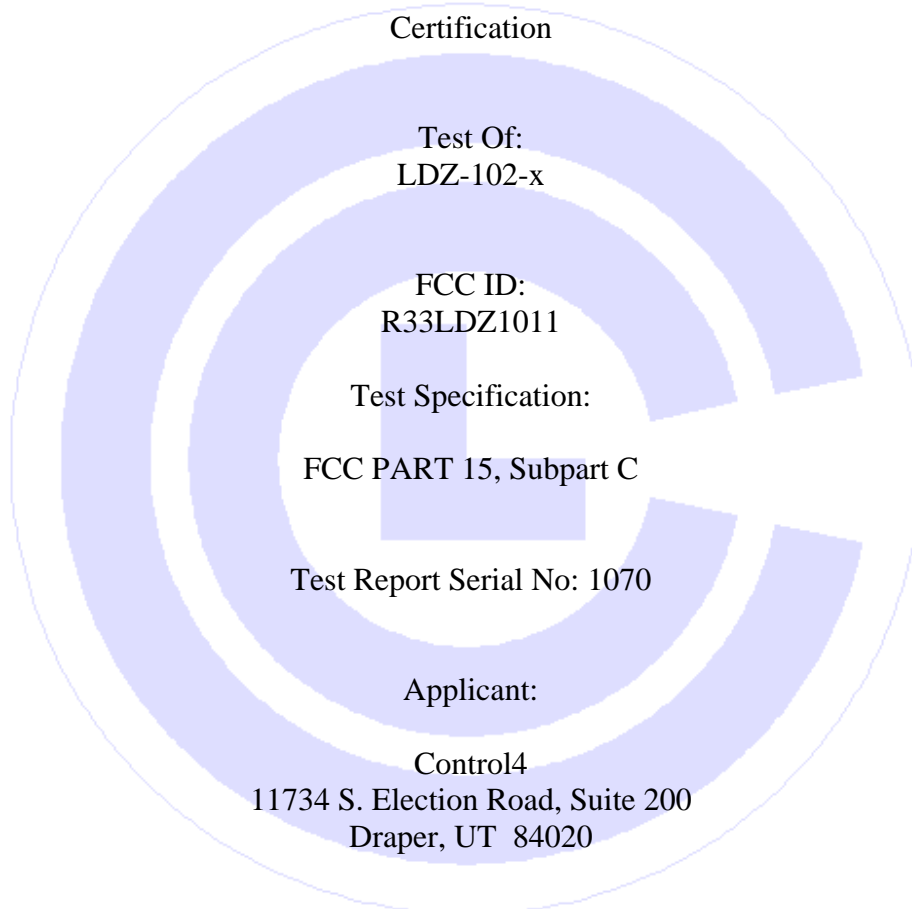 Certification
Test Of:
LDZ-102-x
FCC ID:
R33LDZ1011
Test Specification:
FCC PART 15, Subpart C
Test Report Serial No: 1070
Applicant:
Control4
11734 S. Election Road, Suite 200
Draper, UT  84020